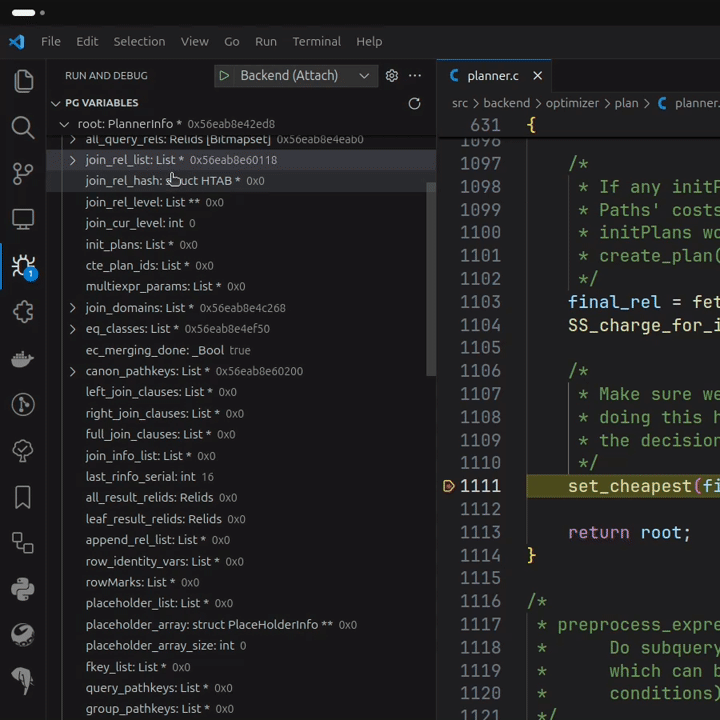 File Edit Selection View Go Run Terminal Help
RUN AND DEBUG Backend (Attach)
PG VARIABLES
root: PlannerInfo * 0x56eab8e42ed8
all_query_rels: Relids [Bitmapset] 0x56eab8e4eab0
join_rel_list: List * 0x56eab8e60118
join_rel_hash: struct HTAB * 0x0
join_rel_level: List ** 0x0
join_cur_level: int 0
init_plans: List * 0x0
cte_plan_ids: List * 0x0
multiexpr_params: List * 0x0
join_domains: List * 0x56eab8e4c268
eq_classes: List * 0x56eab8e4ef50
ec_merging_done: _Bool true
canon_pathkeys: List * 0x56eab8e60200
left_join_clauses: List * 0x0
right_join_clauses: List * 0x0
full_join_clauses: List * 0x0
join_info_list: List * 0x0
last_rinfo_serial: int 16
all_result_relids: Relids 0x0
leaf_result_relids: Relids 0x0
append_rel_list: List * 0x0
row_identity_vars: List * 0x0
rowMarks: List * 0x0
placeholder_list: List * 0x0
placeholder_array: struct PlaceHolderInfo ** 0x0
placeholder_array_size: int 0
fkey_list: List * 0x0
query_pathkeys: List * 0x0
group_pathkeys: List * 0x0
1
planner.c
src > backend > optimizer > plan > planner.
631 {
1096
1097 /*
1098 * If any initP
1099 * Paths' costs
1100 * initPlans wo
1101 * create_plan(
1102 */
1103 final_rel = fet
1104 SS_charge_for_i
1105
1106 /*
1107 * Make sure we
1108 * doing this h
1109 * the decision
1110 */
1111 set_cheapest(fi
1112
1113 return root;
1114 }
1115
1116 /*
1117 * preprocess_expre
1118 * Do subquery
1119 * which can b
1120 * conditions)
1121 */